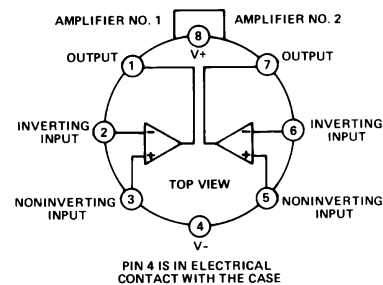 AMPLIFIER NO. 1
AMPLIFIER NO. 2
8
V+
OUTPUT
1
7
OUTPUT
INVERTING
INPUT
2
−
−
6
INVERTING
INPUT
+
+
TOP VIEW
NONINVERTING
INPUT
3
5
NONINVERTING
INPUT
4
V−
PIN 4 IS IN ELECTRICAL
CONTACT WITH THE CASE